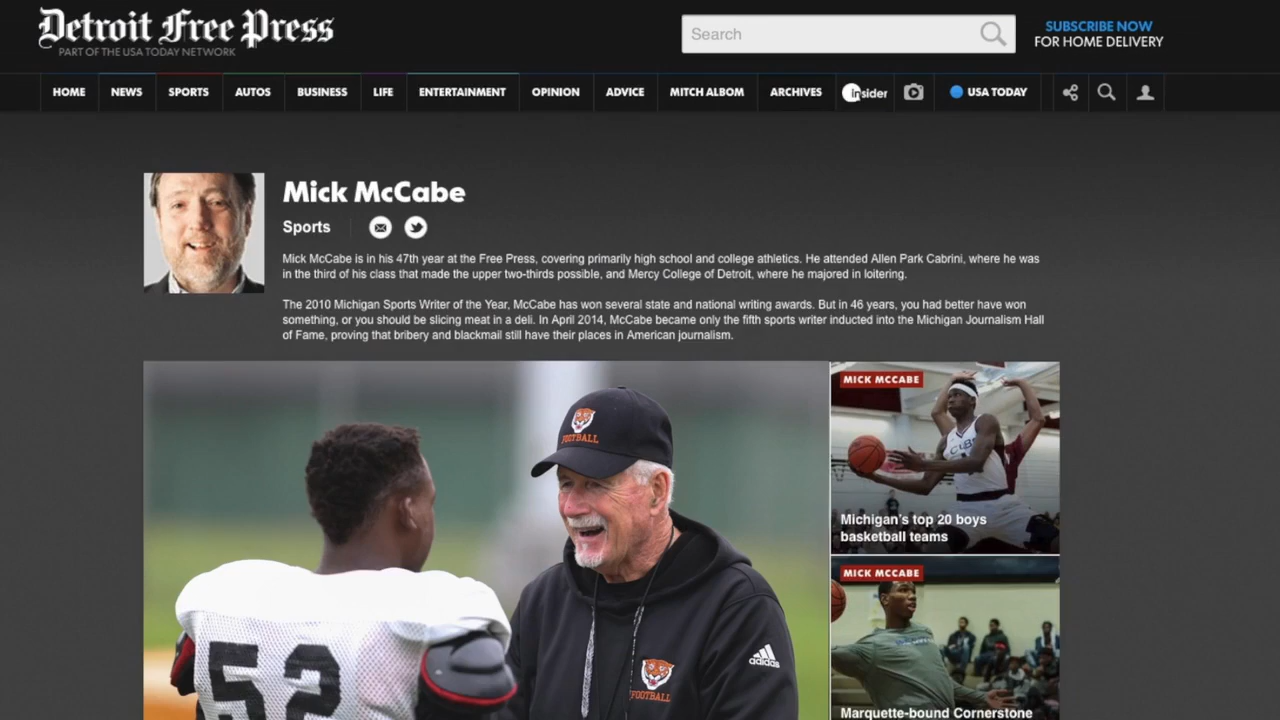 Detroit Free Press
PART OF THE USA TODAY NETWORK
Search
SUBSCRIBE NOW
FOR HOME DELIVERY
HOME NEWS SPORTS AUTOS BUSINESS LIFE ENTERTAINMENT OPINION ADVICE MITCH ALBOM ARCHIVES Insider USA TODAY
Mick McCabe
Sports
Mick McCabe is in his 47th year at the Free Press, covering primarily high school and college athletics. He attended Allen Park Cabrini, where he was
in the third of his class that made the upper two-thirds possible, and Mercy College of Detroit, where he majored in loitering.
The 2010 Michigan Sports Writer of the Year, McCabe has won several state and national writing awards. But in 46 years, you had better have won
something, or you should be slicing meat in a deli. In April 2014, McCabe became only the fifth sports writer inducted into the Michigan Journalism Hall
of Fame, proving that bribery and blackmail still have their places in American journalism.
FOOTBALL
adidas
FOOTBALL
52
MICK MCCABE
Michigan's top 20 boys
basketball teams
MICK MCCABE
Marquette-bound Cornerstone